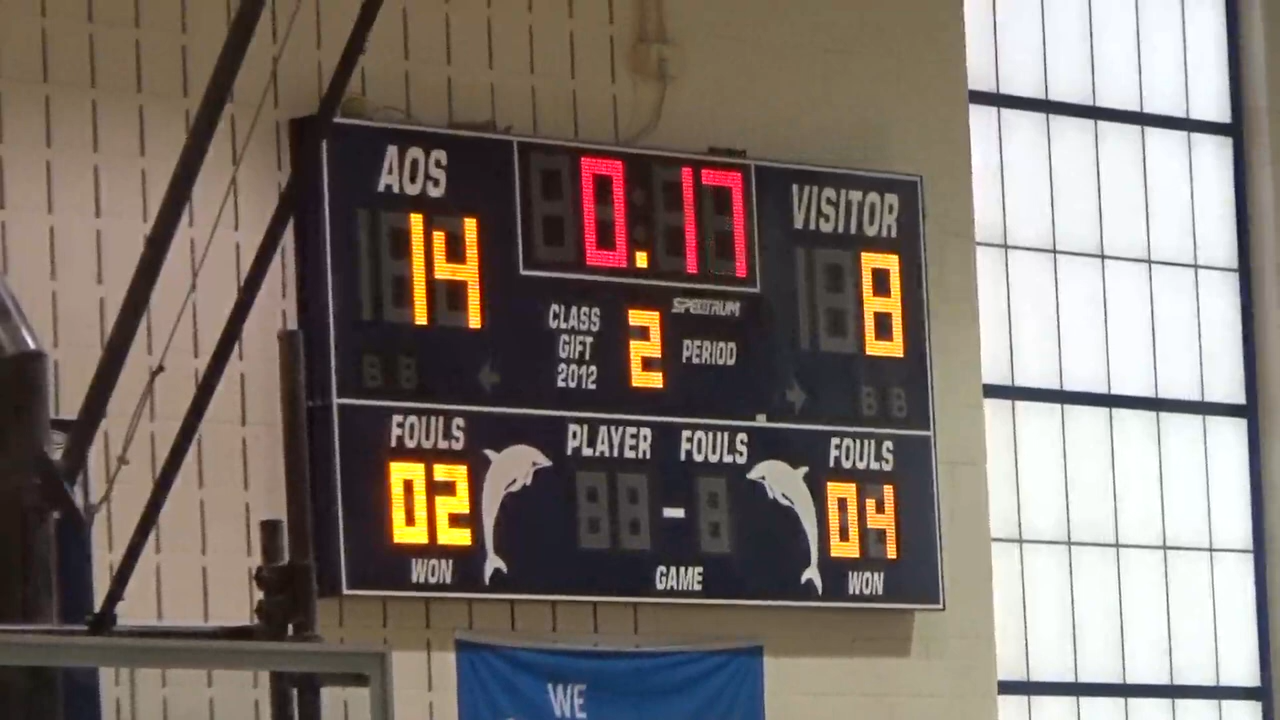 AOS
0.17
VISITOR
14
8
SPECTRUM
CLASS
GIFT
2012
2
PERIOD
FOULS
PLAYER FOULS
FOULS
02
-
04
WON
GAME
WON
WE